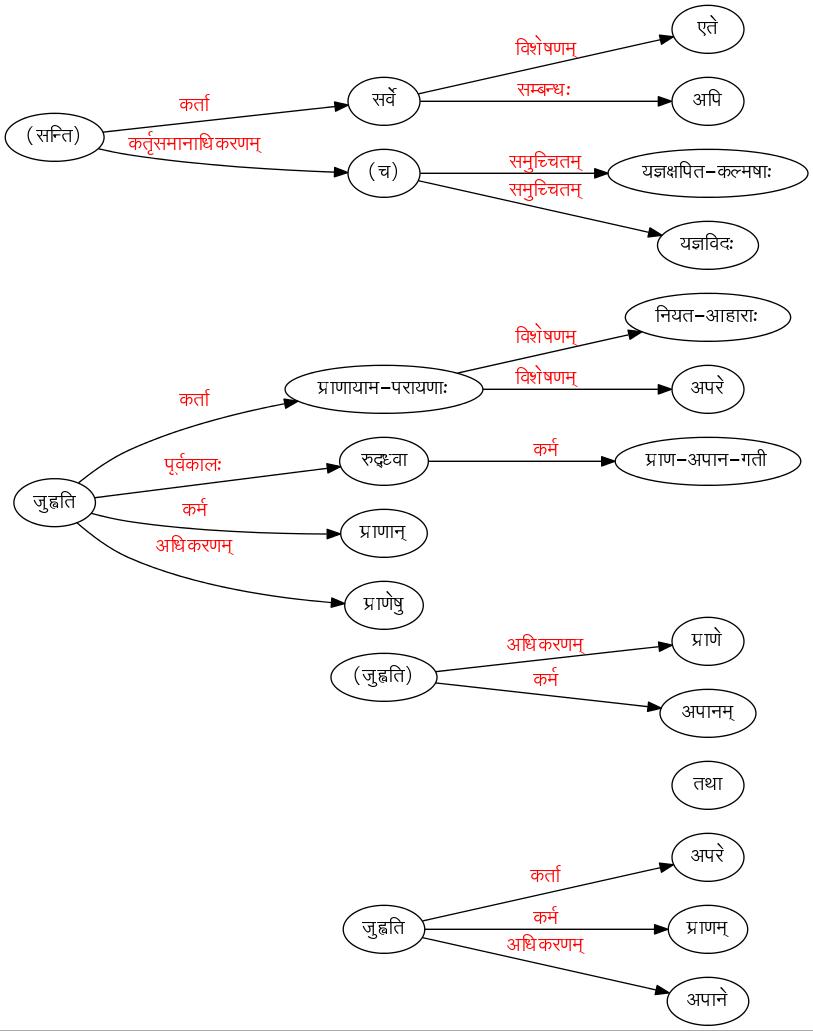 एते
विशेषणम्
सर्वे
सम्बन्धः
अपि
कर्ता
(सन्ति)
कर्तृसमानाधिकरणम्
(च)
समुच्चितम्
यज्ञक्षपित-कल्मषाः
समुच्चितम्
यज्ञविदः
नियत-आहाराः
विशेषणम्
प्राणायाम-परायणाः
विशेषणम्
अपरे
कर्ता
पूर्वकालः
रुद्ध्वा
कर्म
प्राण-अपान-गती
जुह्वति
कर्म
प्राणान्
अधिकरणम्
प्राणेषु
प्राणे
अधिकरणम्
(जुह्वति)
कर्म
अपानम्
तथा
अपरे
कर्ता
जुह्वति
कर्म
प्राणम्
अधिकरणम्
अपाने